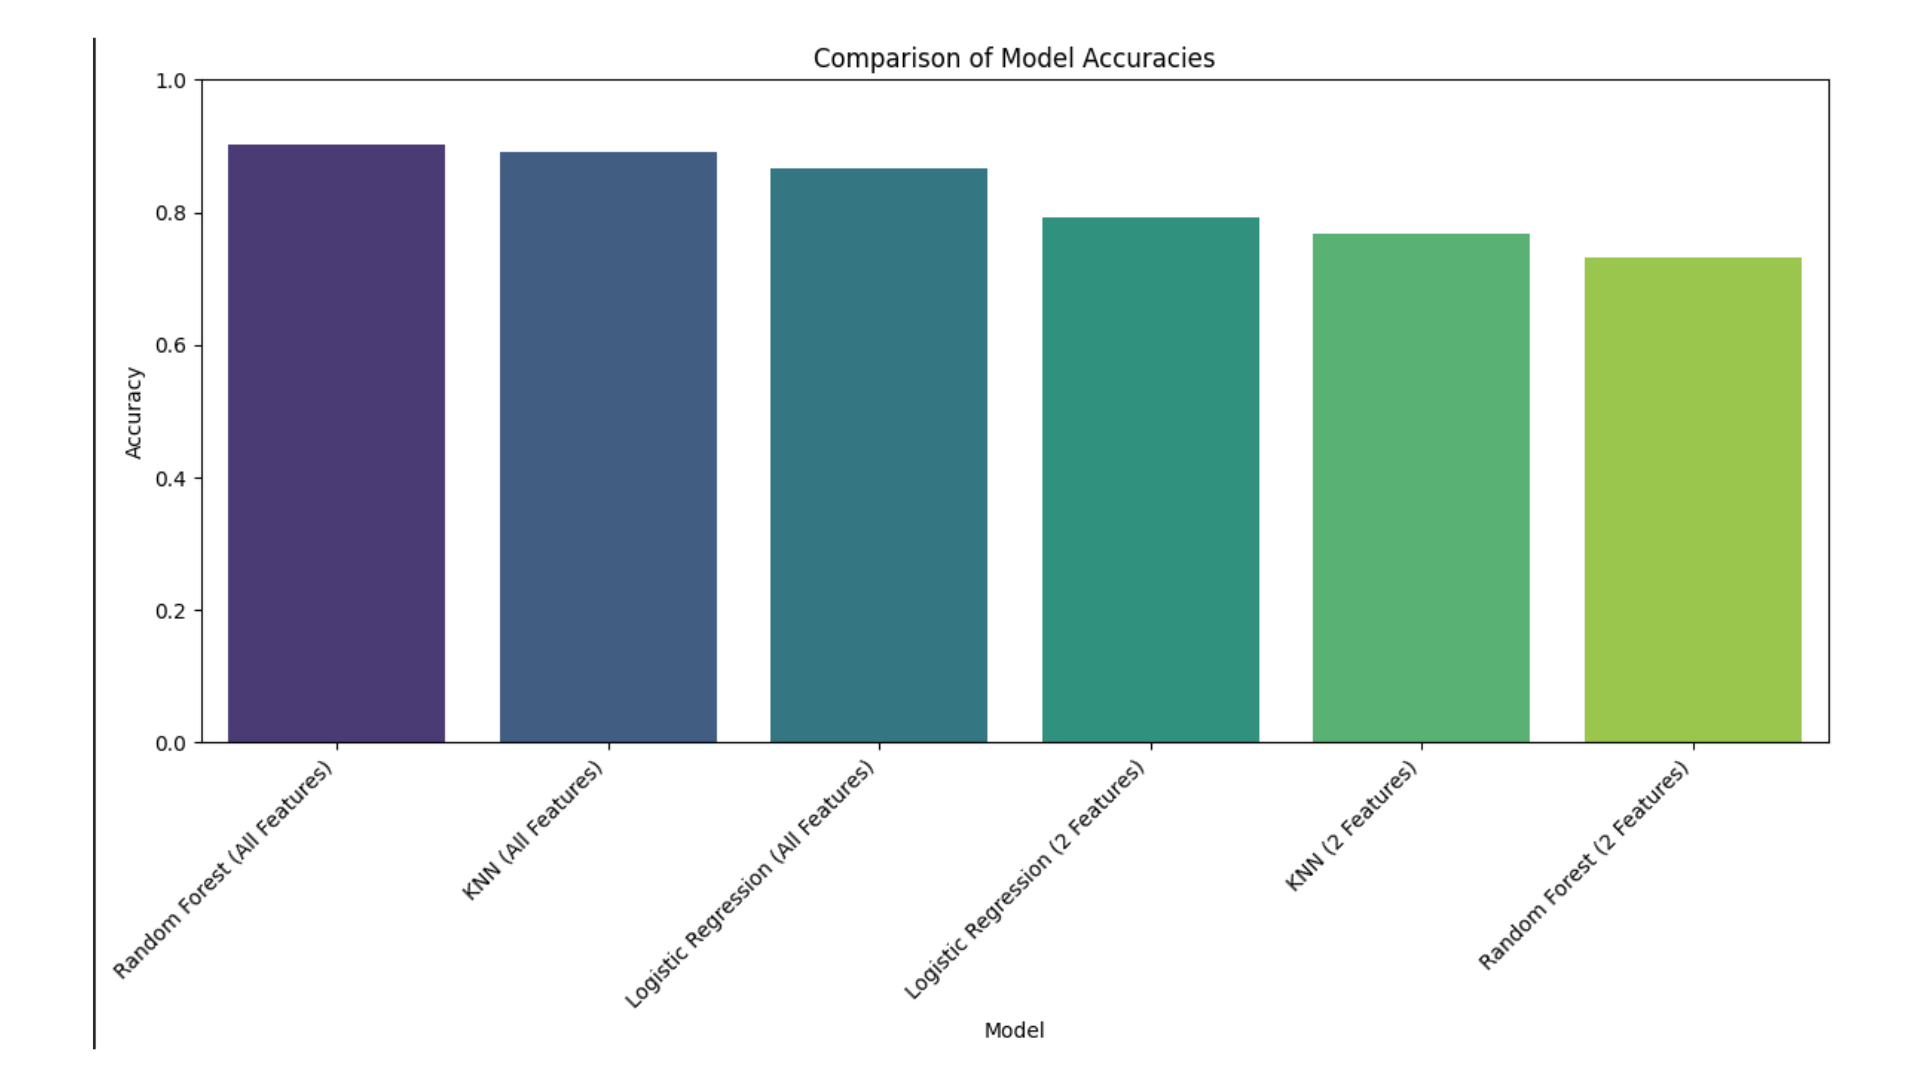 Comparison of Model Accuracies
1.0
0.8
0.6
0.4
0.2
0.0
Accuracy
Random Forest (All Features)
KNN (All Features)
Logistic Regression (All Features)
Logistic Regression (2 Features)
KNN (2 Features)
Random Forest (2 Features)
Model